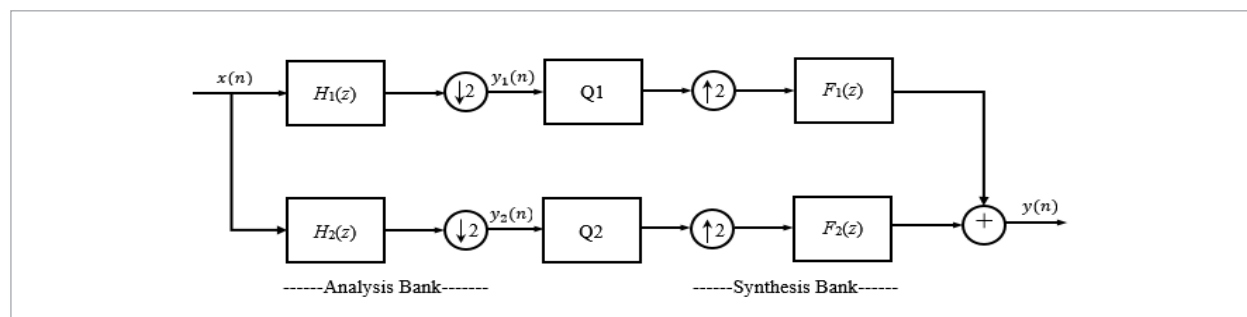 x(n) H₁(z) ↓2 y₁(n) Q1 ↑2 F₁(z)
H₂(z) ↓2 y₂(n) Q2 ↑2 F₂(z) + y(n)
------Analysis Bank------- ------Synthesis Bank------